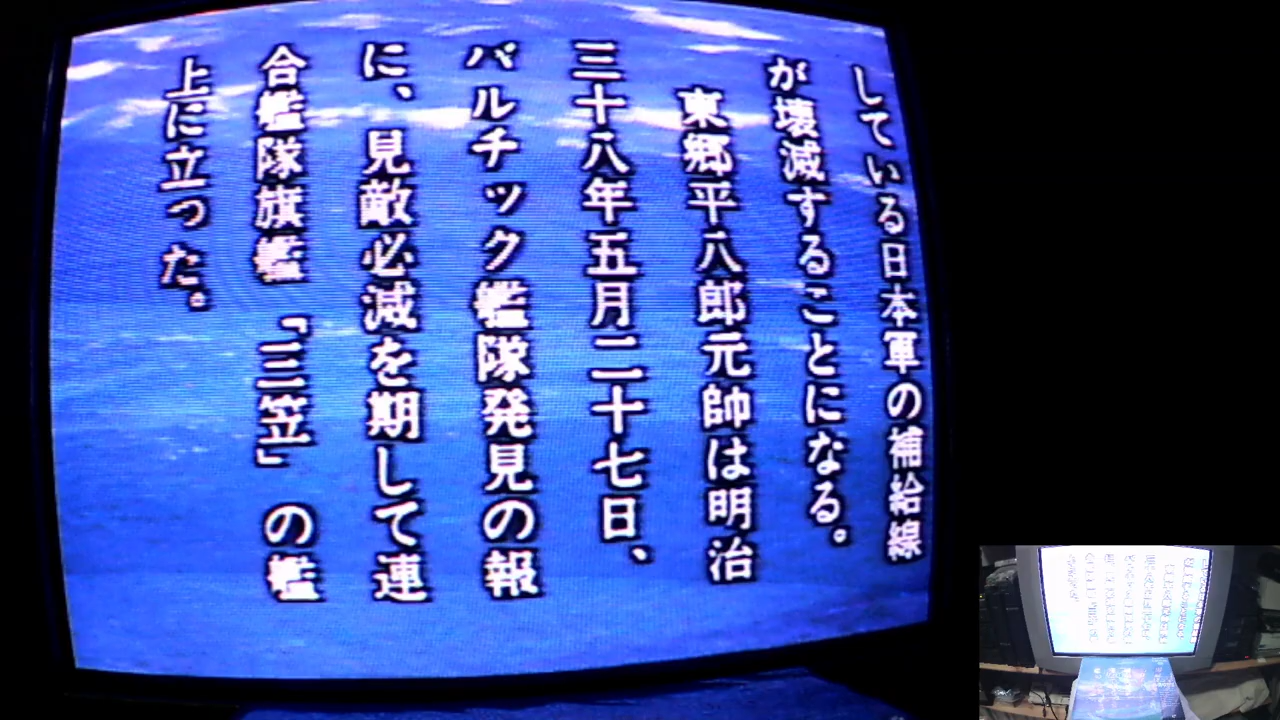 している日本軍の補給線
が壊滅することになる。
東郷平八郎元帥は明治
三十八年五月二十七日、
バルチック艦隊発見の報
に、見敵必滅を期して連
合艦隊旗艦「三笠」の艦
上に立った。